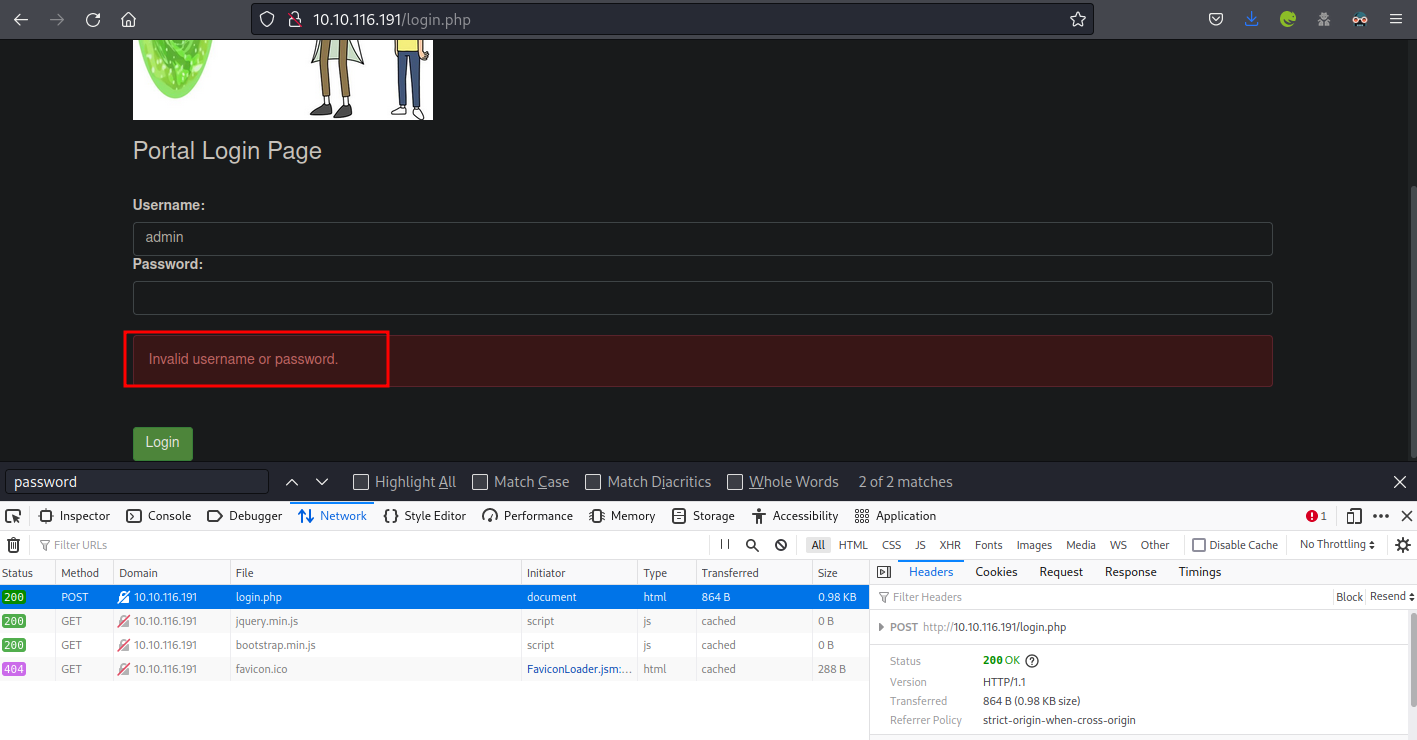 10.10.116.191/login.php
Portal Login Page
Username:
admin
Password:
Invalid username or password.
Login
password
Highlight All
Match Case
Match Diacritics
Whole Words
2 of 2 matches
Inspector
Console
Debugger
Network
Style Editor
Performance
Memory
Storage
Accessibility
Application
1
Filter URLs
All
HTML
CSS
JS
XHR
Fonts
Images
Media
WS
Other
Disable Cache
No Throttling
Status Method Domain File Initiator Type Transferred Size
200 POST 10.10.116.191 login.php document html 864 B 0.98 KB
200 GET 10.10.116.191 jquery.min.js script js cached 0 B
200 GET 10.10.116.191 bootstrap.min.js script js cached 0 B
404 GET 10.10.116.191 favicon.ico FaviconLoader.jsm:... html cached 288 B
Headers
Cookies
Request
Response
Timings
Filter Headers
Block
Resend
POST http://10.10.116.191/login.php
Status 200 OK
Version HTTP/1.1
Transferred 864 B (0.98 KB size)
Referrer Policy strict-origin-when-cross-origin